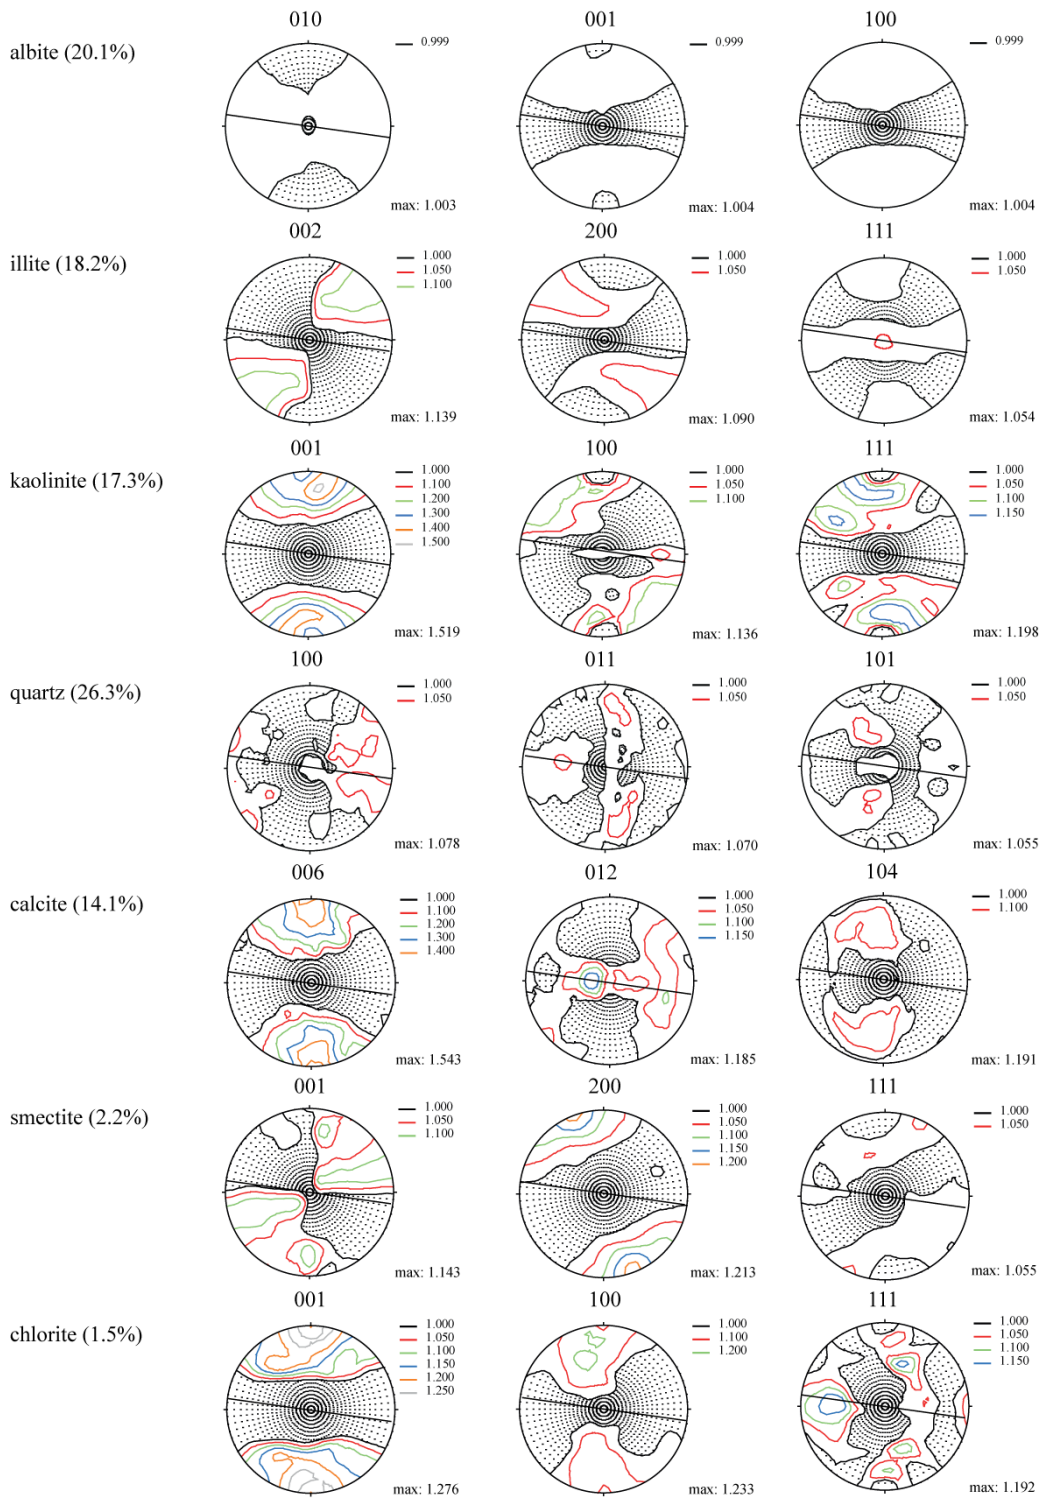 010 001 100
albite (20.1%) 0.999 0.999 0.999
max: 1.003 max: 1.004 max: 1.004
002 200 111
illite (18.2%) 1.000 1.000 1.000
1.050 1.050 1.050
1.100
max: 1.139 max: 1.090 max: 1.054
001 100 111
kaolinite (17.3%) 1.000 1.000 1.000
1.100 1.050 1.050
1.200 1.100 1.100
1.300 1.150
1.400
1.500
max: 1.519 max: 1.136 max: 1.198
100 011 101
quartz (26.3%) 1.000 1.000 1.000
1.050 1.050 1.050
max: 1.078 max: 1.070 max: 1.055
006 012 104
calcite (14.1%) 1.000 1.000 1.000
1.100 1.050 1.100
1.200 1.100
1.300 1.150
1.400
max: 1.543 max: 1.185 max: 1.191
001 200 111
smectite (2.2%) 1.000 1.000 1.000
1.050 1.050 1.050
1.100 1.100
1.150
1.200
max: 1.143 max: 1.213 max: 1.055
001 100 111
chlorite (1.5%) 1.000 1.000 1.000
1.050 1.100 1.050
1.100 1.200 1.100
1.150 1.150
1.200
1.250
max: 1.276 max: 1.233 max: 1.192